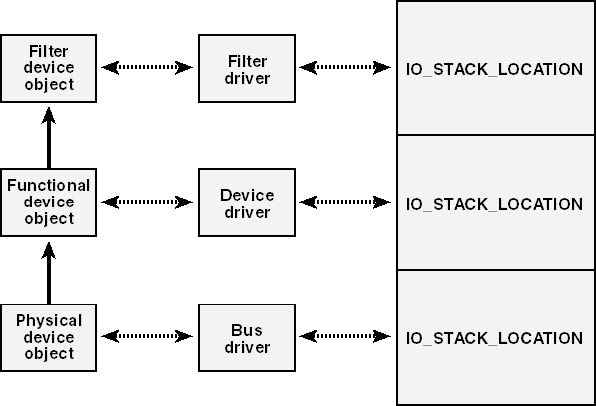 Filter
device
object
Filter
driver
IO_STACK_LOCATION
Functional
device
object
Device
driver
IO_STACK_LOCATION
Physical
device
object
Bus
driver
IO_STACK_LOCATION